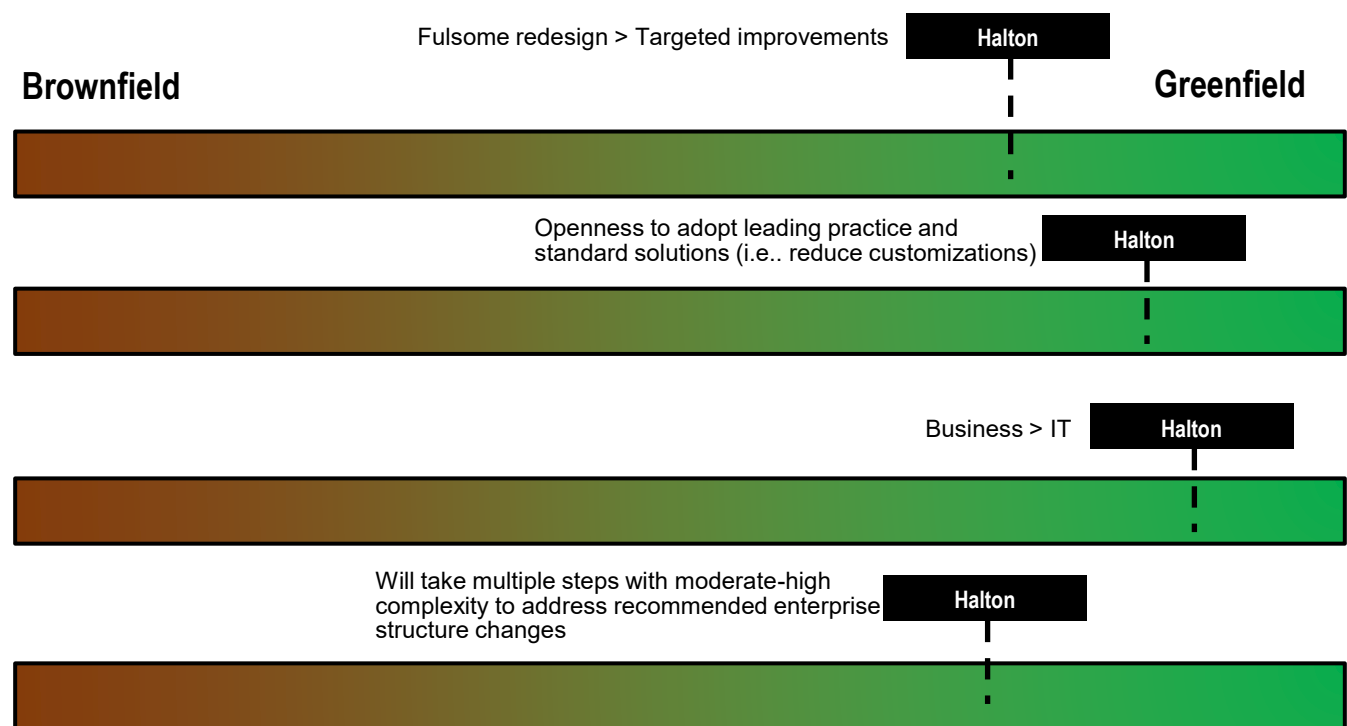 Fulsome redesign > Targeted improvements
Halton
Brownfield
Greenfield
Openness to adopt leading practice and
standard solutions (i.e.. reduce customizations)
Halton
Business > IT
Halton
Will take multiple steps with moderate-high
complexity to address recommended enterprise
structure changes
Halton